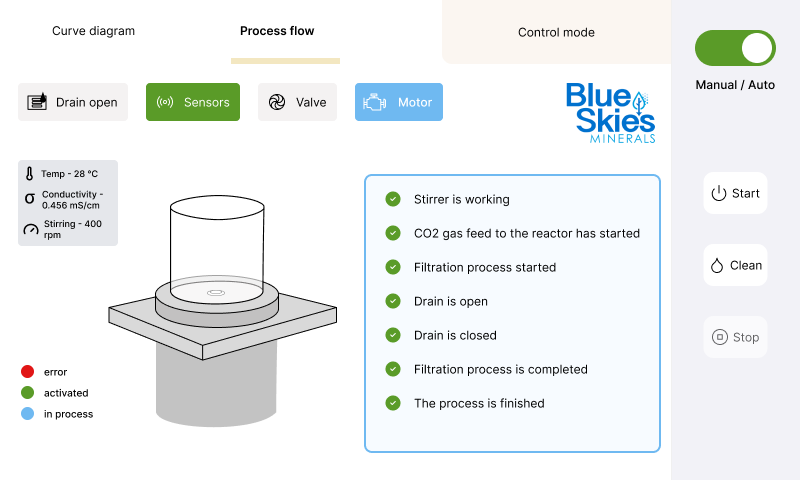 Curve diagram
Process flow
Control mode
Manual / Auto
Drain open
Sensors
Valve
Motor
Blue
Skies
MINERALS
Temp - 28 °C
σ
Conductivity -
0.456 mS/cm
Stirring - 400
rpm
Stirrer is working
CO2 gas feed to the reactor has started
Filtration process started
Drain is open
Drain is closed
Filtration process is completed
The process is finished
error
activated
in process
Start
Clean
Stop